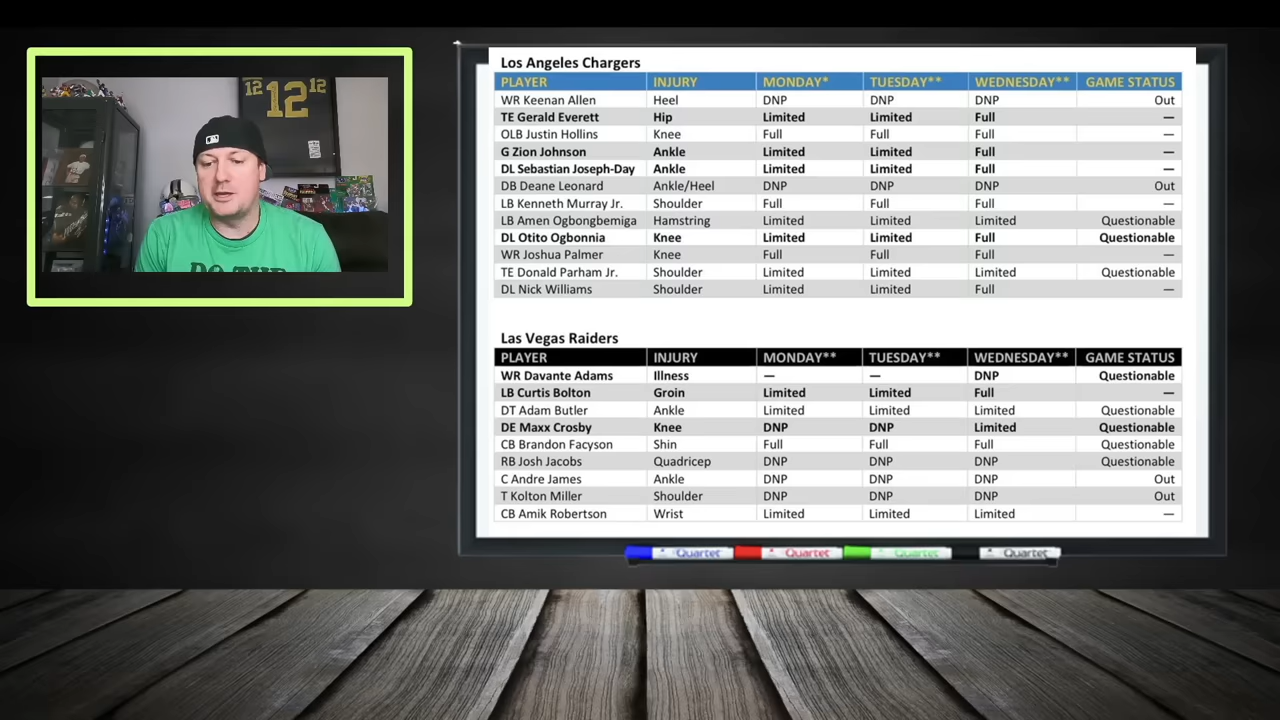 12 12 12
DO THE
Los Angeles Chargers
PLAYER INJURY MONDAY* TUESDAY** WEDNESDAY** GAME STATUS
WR Keenan Allen Heel DNP DNP DNP Out
TE Gerald Everett Hip Limited Limited Full —
OLB Justin Hollins Knee Full Full Full —
G Zion Johnson Ankle Limited Limited Full —
DL Sebastian Joseph-Day Ankle Limited Limited Full —
DB Deane Leonard Ankle/Heel DNP DNP DNP Out
LB Kenneth Murray Jr. Shoulder Full Full Full —
LB Amen Ogbongbemiga Hamstring Limited Limited Limited Questionable
DL Otito Ogbonnia Knee Limited Limited Full Questionable
WR Joshua Palmer Knee Full Full Full —
TE Donald Parham Jr. Shoulder Limited Limited Limited Questionable
DL Nick Williams Shoulder Limited Limited Full —
Las Vegas Raiders
PLAYER INJURY MONDAY** TUESDAY** WEDNESDAY** GAME STATUS
WR Davante Adams Illness — — DNP Questionable
LB Curtis Bolton Groin Limited Limited Full —
DT Adam Butler Ankle Limited Limited Limited Questionable
DE Maxx Crosby Knee DNP DNP Limited Questionable
CB Brandon Facyson Shin Full Full Full Questionable
RB Josh Jacobs Quadricep DNP DNP DNP Questionable
C Andre James Ankle DNP DNP DNP Out
T Kolton Miller Shoulder DNP DNP DNP Out
CB Amik Robertson Wrist Limited Limited Limited —
Quartet Quartet Quartet Quartet